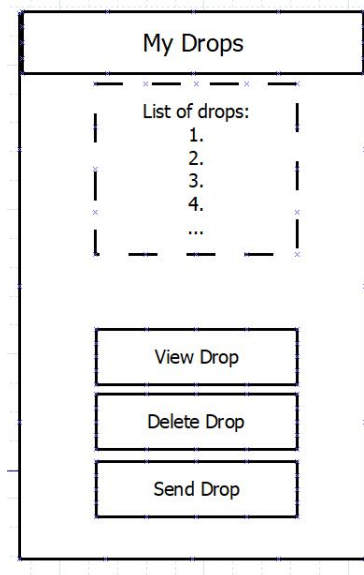 My Drops
List of drops:
1.
2.
3.
4.
...
View Drop
Delete Drop
Send Drop